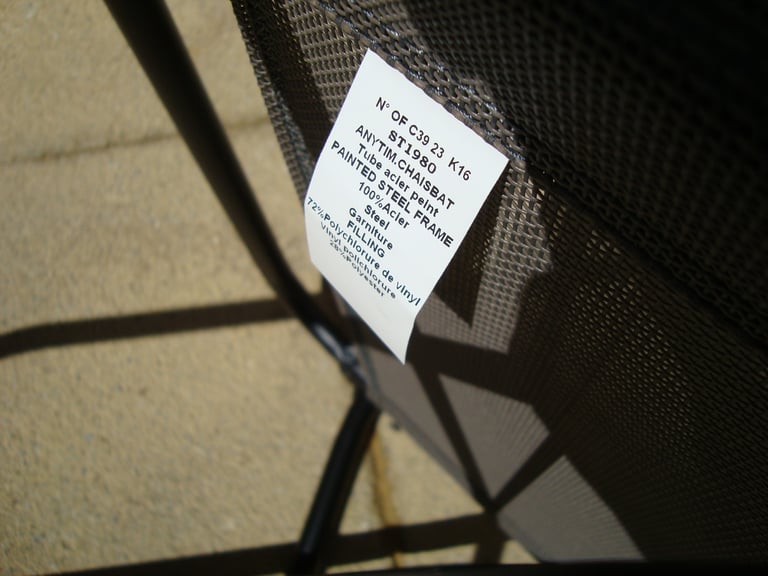 N° OF C39 23 K16
ST1980
ANYTIM.CHAISBAT
Tube acier peint
PAINTED STEEL FRAME
100%Acier
Steel
Garniture
FILLING
72%Polychlorure de vinyl
Vinyl polichlorure
28%Polyester